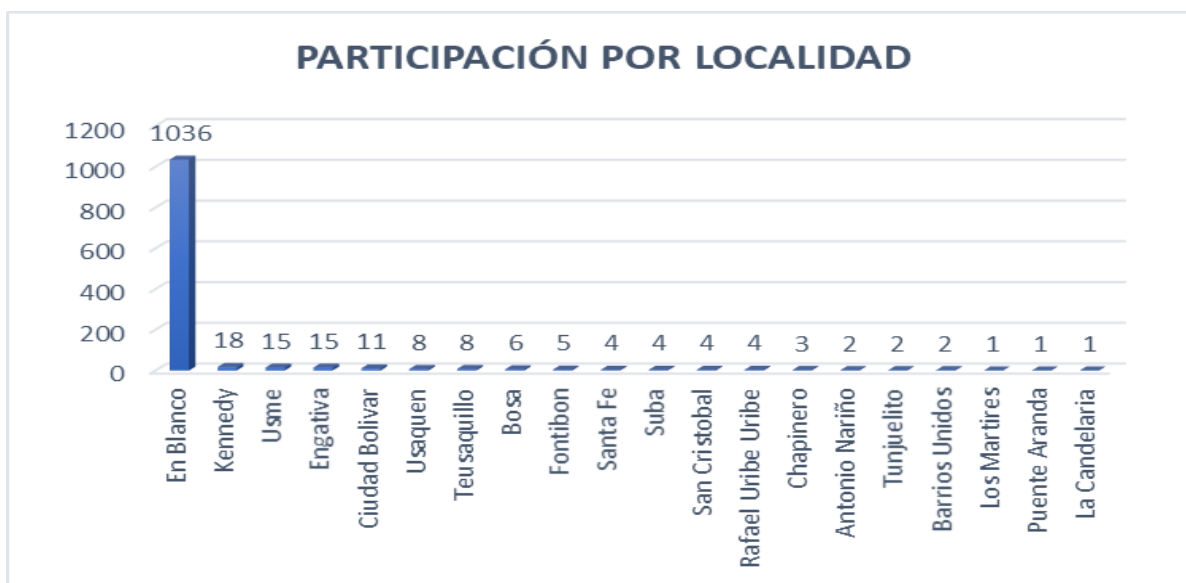 PARTICIPACIÓN POR LOCALIDAD
1200
1000
800
600
400
200
0
1036
18
15
15
11
8
8
6
5
4
4
4
4
3
2
2
2
1
1
1
En Blanco
Kennedy
Usme
Engativa
Ciudad Bolivar
Usaquen
Teusaquillo
Bosa
Fontibon
Santa Fe
Suba
San Cristobal
Rafael Uribe Uribe
Chapinero
Antonio Nariño
Tunjuelito
Barrios Unidos
Los Martires
Puente Aranda
La Candelaria